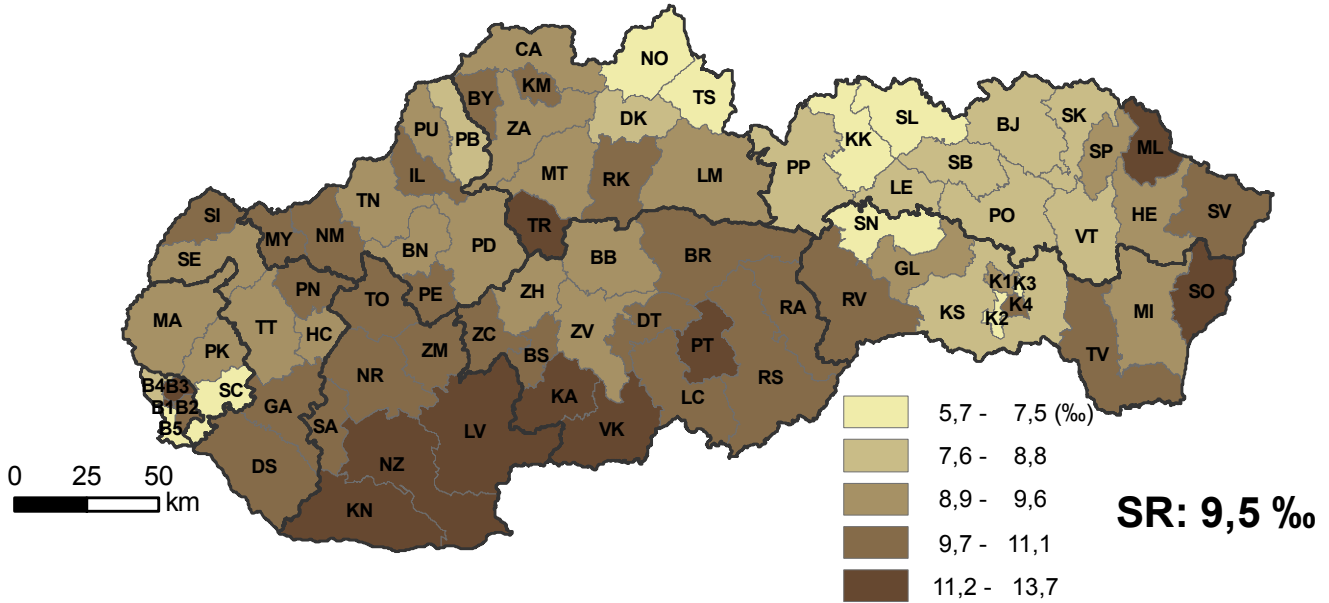 NO
CA
KM
BY
TS
DK
SL
PU
PB
ZA
BJ
SK
KK
SP
ML
SB
PP
IL
MT
RK
LM
LE
TN
PO
HE
SV
SI
TR
SN
MY
NM
BN
PD
VT
BB
BR
SE
GL
K1
K3
PN
TO
PE
ZH
SO
RV
K4
RA
MA
TT
HC
KS
K2
MI
DT
ZV
ZM
ZC
PK
BS
PT
TV
NR
RS
B4
B3
SC
KA
LC
B1
B2
GA
SA
LV
VK
B5
DS
NZ
KN
0 25 50
km
5,7 - 7,5 (‰)
7,6 - 8,8
8,9 - 9,6
9,7 - 11,1
11,2 - 13,7
SR: 9,5 ‰